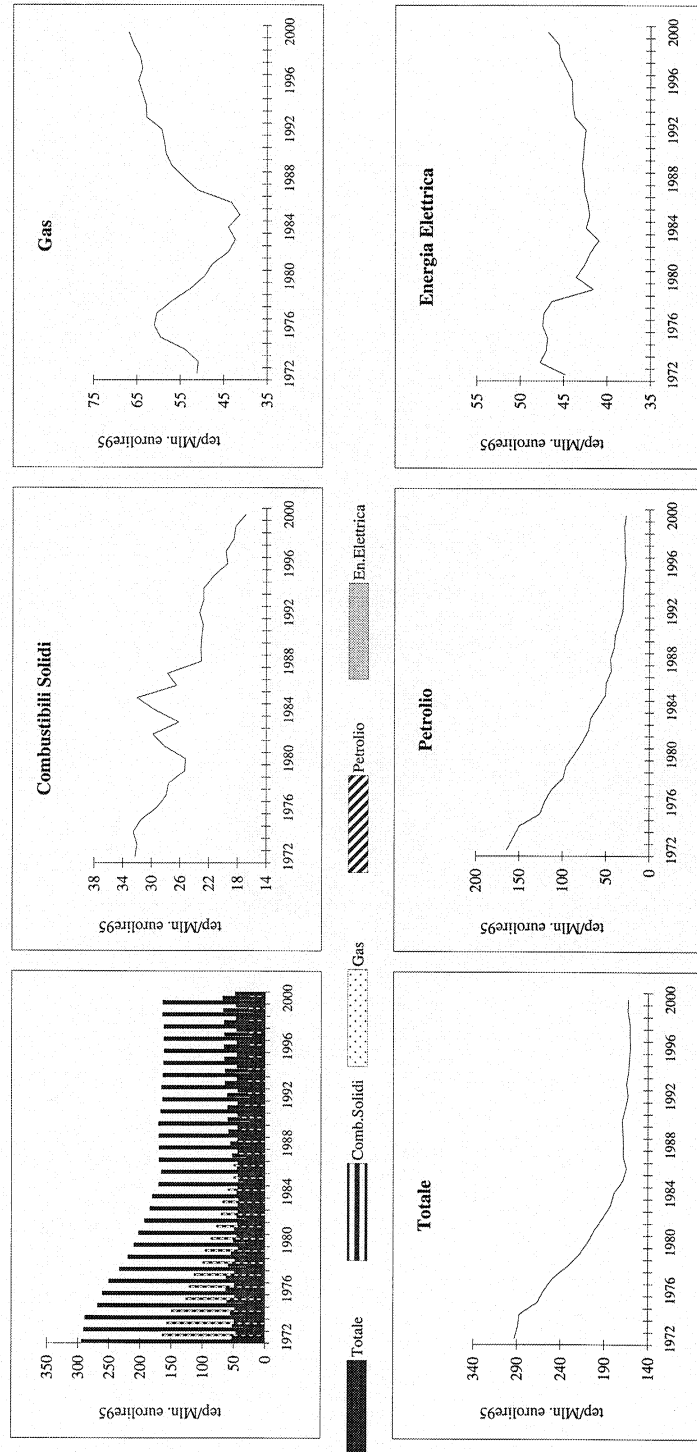 tep/Mln. eurolire95
350
300
250
200
150
100
50
0
1972 1976 1980 1984 1988 1992 1996 2000
Combustibili Solidi
tep/Mln. eurolire95
38
34
30
26
22
18
14
1972 1976 1980 1984 1988 1992 1996 2000
Gas
tep/Mln. eurolire95
75
65
55
45
35
1972 1976 1980 1984 1988 1992 1996 2000
Totale Comb.Solidi Gas Petrolio En.Elettrica
Totale
tep/Mln. eurolire95
340
290
240
190
140
1972 1976 1980 1984 1988 1992 1996 2000
Petrolio
tep/Mln. eurolire95
200
150
100
50
0
1972 1976 1980 1984 1988 1992 1996 2000
Energia Elettrica
tep/Mln. eurolire95
55
50
45
40
35
1972 1976 1980 1984 1988 1992 1996 2000